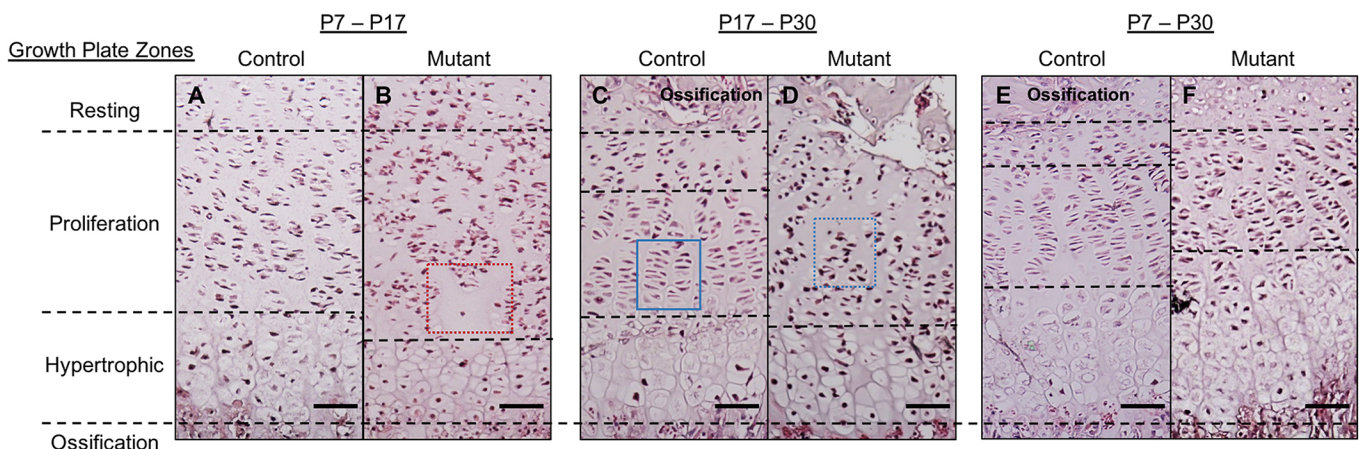 P7 – P17
P17 – P30
P7 – P30
Growth Plate Zones
Control
Mutant
Control
Mutant
Control
Mutant
A
B
C
Ossification
D
E
Ossification
F
Resting
Proliferation
Hypertrophic
Ossification